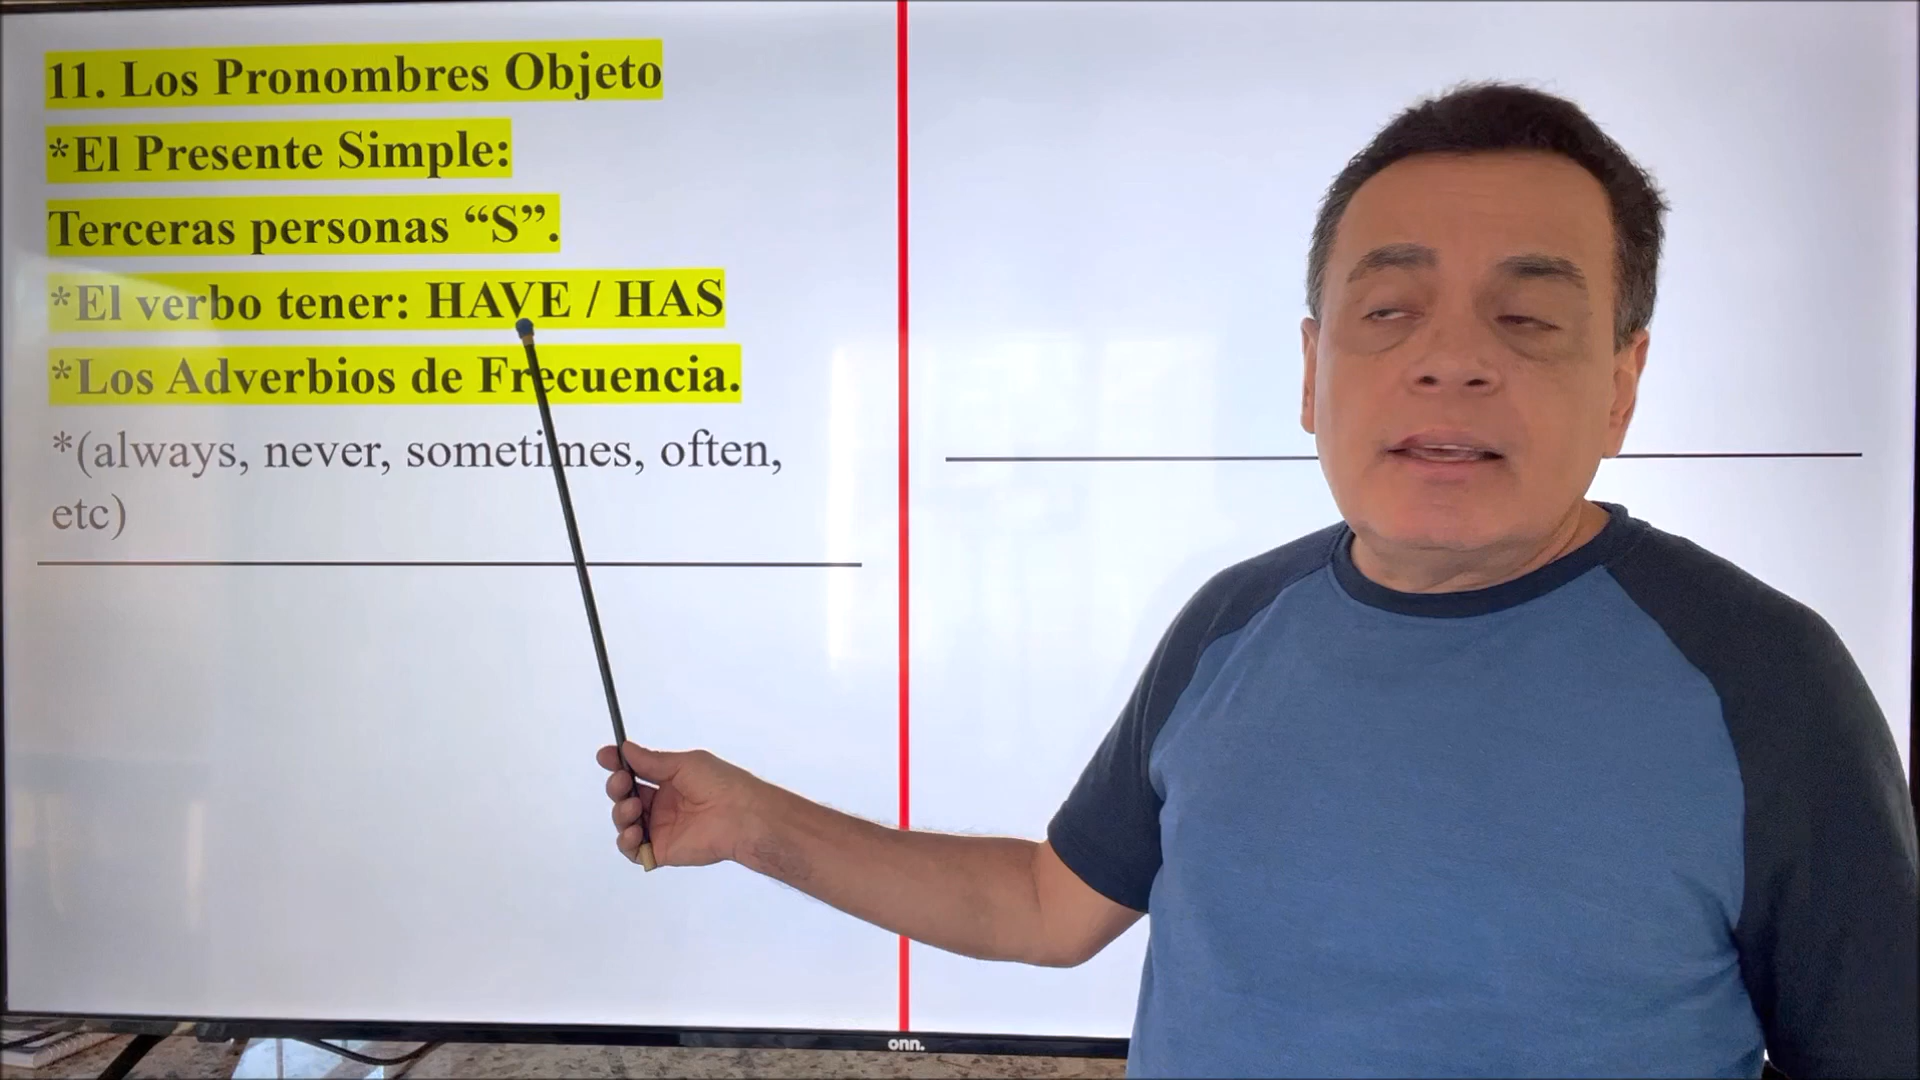 11. Los Pronombres Objeto
*El Presente Simple:
Terceras personas “S”.
*El verbo tener: HAVE / HAS
*Los Adverbios de Frecuencia.
*(always, never, sometimes, often,
etc)
onn.